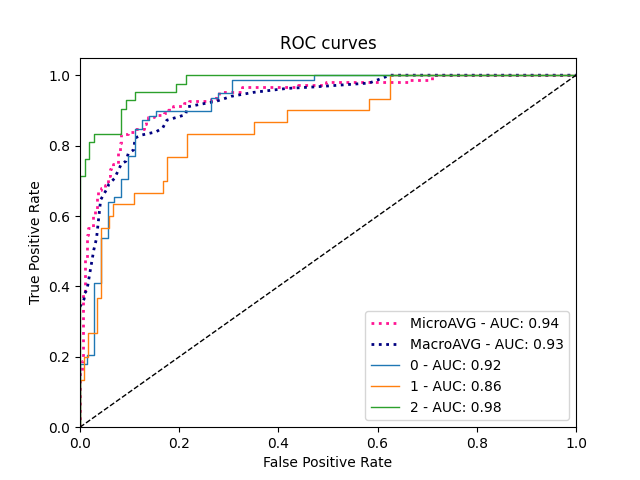 ROC curves
1.0
0.8
0.6
0.4
0.2
0.0
True Positive Rate
MicroAVG - AUC: 0.94
MacroAVG - AUC: 0.93
0 - AUC: 0.92
1 - AUC: 0.86
2 - AUC: 0.98
0.0 0.2 0.4 0.6 0.8 1.0
False Positive Rate